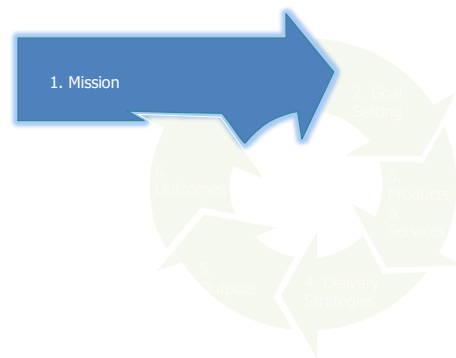 1. Mission
2. Goal
Setting
3.
Products
&
Services
4. Delivery
Strategies
5.
Outputs
6.
Outcomes